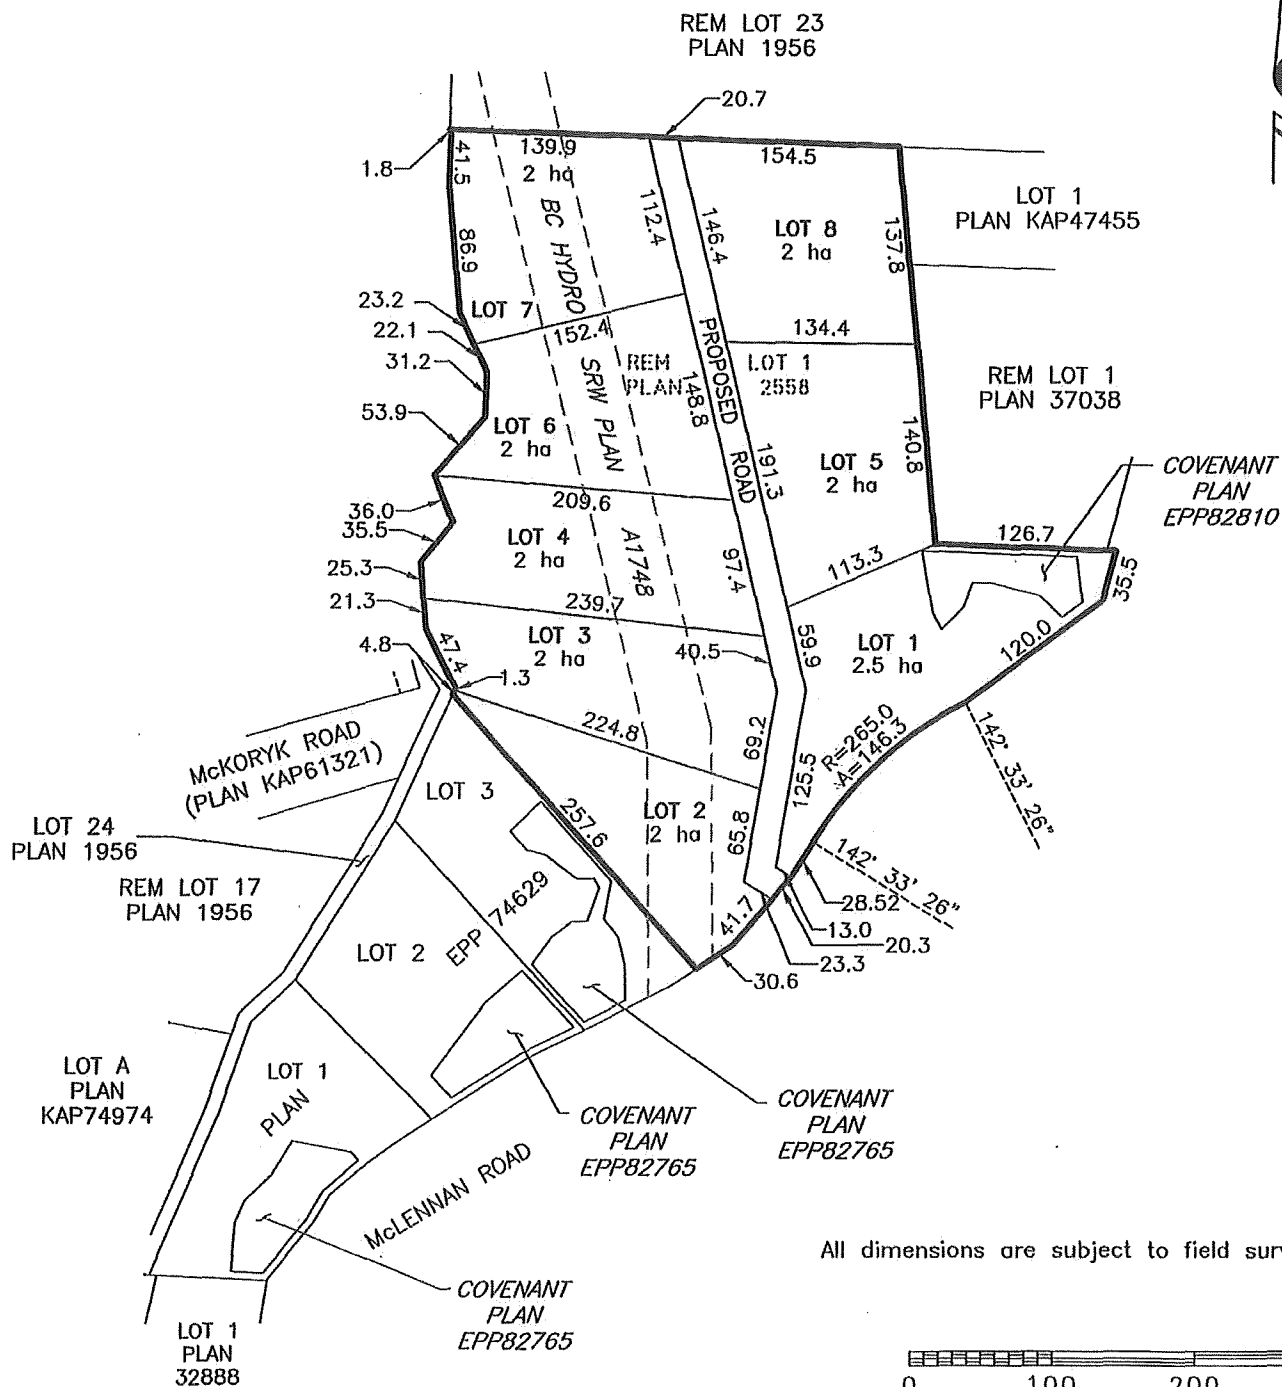 REM LOT 23
PLAN 1956
20.7
1.8
139.9
2 ha
154.5
41.5
112.4
146.4
LOT 8
2 ha
137.8
LOT 1
PLAN KAP47455
86.9
BC HYDRO
23.2
LOT 7
22.1
152.4
134.4
31.2
REM
PLAN
LOT 1
2558
PROPOSED
ROAD
148.8
SRW PLAN
REM LOT 1
PLAN 37038
53.9
LOT 6
2 ha
191.3
LOT 5
2 ha
140.8
COVENANT
PLAN
EPP82810
209.6
36.0
35.5
LOT 4
2 ha
A1748
97.4
113.3
126.7
35.5
25.3
21.3
239.7
LOT 3
2 ha
40.5
59.9
LOT 1
2.5 ha
120.0
4.8
47.4
1.3
224.8
69.2
125.5
R=265.0
A=146.3
142° 33' 26"
McKORYK ROAD
(PLAN KAP61321)
LOT 3
257.6
LOT 2
2 ha
65.8
142° 33' 26"
LOT 24
PLAN 1956
REM LOT 17
PLAN 1956
28.52
13.0
20.3
23.3
41.7
30.6
LOT 2
EPP 74629
LOT A
PLAN
KAP74974
LOT 1
PLAN
COVENANT
PLAN
EPP82765
COVENANT
PLAN
EPP82765
McLENNAN ROAD
All dimensions are subject to field sur
COVENANT
PLAN
EPP82765
LOT 1
PLAN
32888
0 100 200